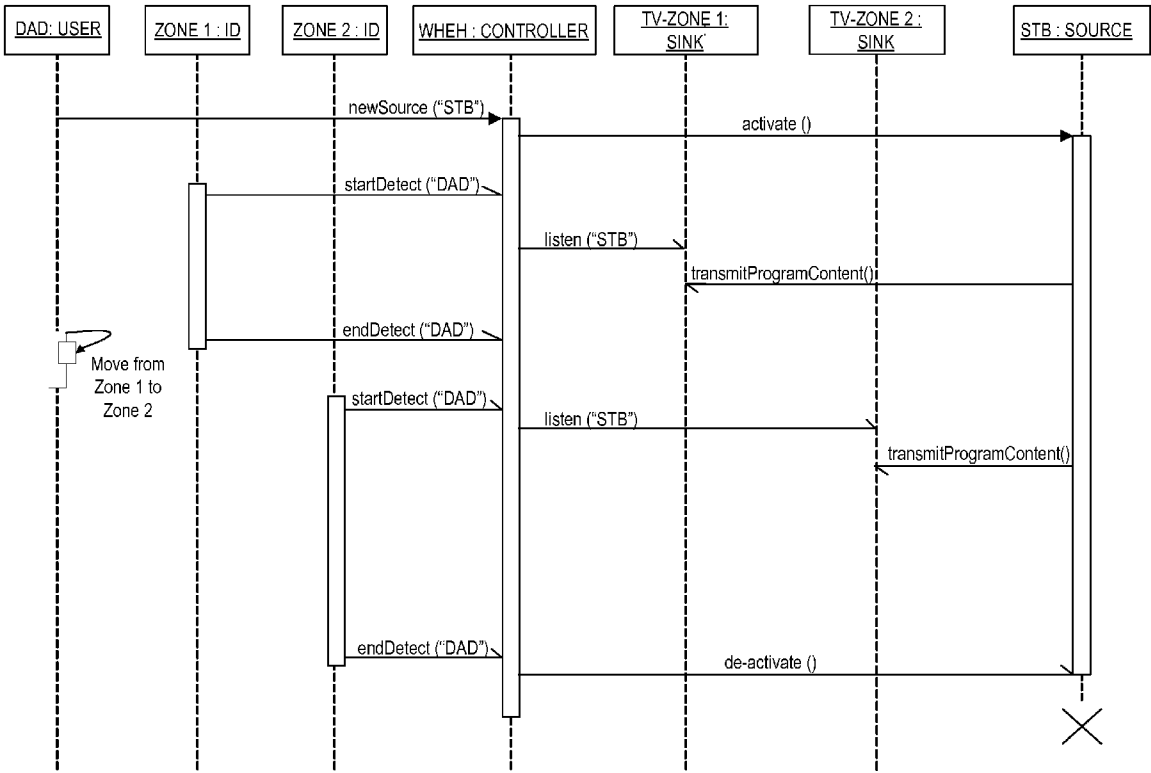 DAD: USER
ZONE 1 : ID
ZONE 2 : ID
WHEH : CONTROLLER
TV-ZONE 1:
SINK
TV-ZONE 2 :
SINK
STB : SOURCE
newSource ("STB")
activate ()
startDetect ("DAD")
listen ("STB")
transmitProgramContent()
endDetect ("DAD")
Move from
Zone 1 to
Zone 2
startDetect ("DAD")
listen ("STB")
transmitProgramContent()
endDetect ("DAD")
de-activate ()